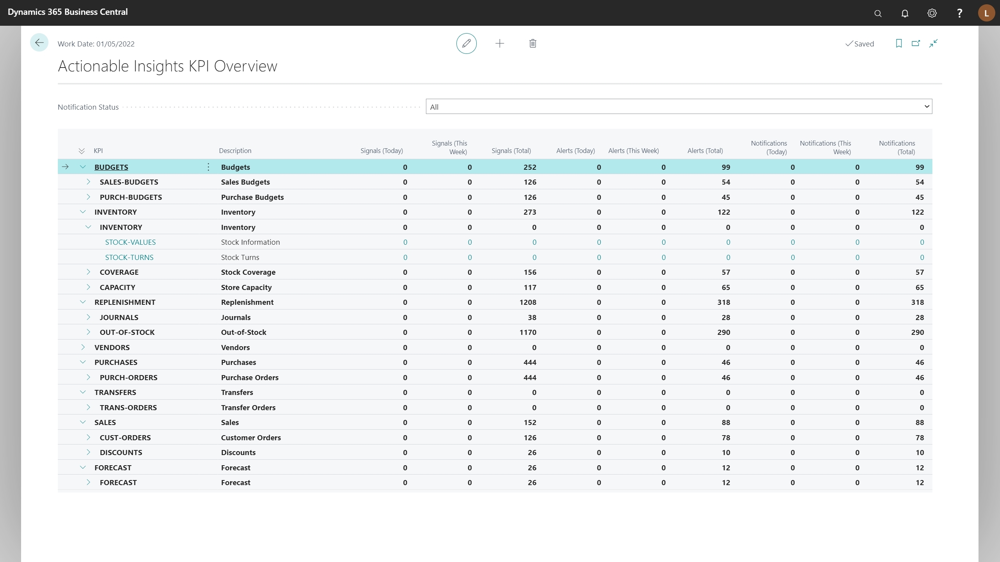 Dynamics 365 Business Central
?
L
Work Date: 01/05/2022
Saved
Actionable Insights KPI Overview
Notification Status
All
KPI Description Signals (Today) Signals (This Week) Signals (Total) Alerts (Today) Alerts (This Week) Alerts (Total) Notifications (Today) Notifications (This Week) Notifications (Total)
BUDGETS Budgets 0 0 252 0 0 99 0 0 99
SALES-BUDGETS Sales Budgets 0 0 126 0 0 54 0 0 54
PURCH-BUDGETS Purchase Budgets 0 0 126 0 0 45 0 0 45
INVENTORY Inventory 0 0 273 0 0 122 0 0 122
INVENTORY Inventory 0 0 0 0 0 0 0 0 0
STOCK-VALUES Stock Information 0 0 0 0 0 0 0 0 0
STOCK-TURNS Stock Turns 0 0 0 0 0 0 0 0 0
COVERAGE Stock Coverage 0 0 156 0 0 57 0 0 57
CAPACITY Store Capacity 0 0 117 0 0 65 0 0 65
REPLENISHMENT Replenishment 0 0 1208 0 0 318 0 0 318
JOURNALS Journals 0 0 38 0 0 28 0 0 28
OUT-OF-STOCK Out-of-Stock 0 0 1170 0 0 290 0 0 290
VENDORS Vendors 0 0 0 0 0 0 0 0 0
PURCHASES Purchases 0 0 444 0 0 46 0 0 46
PURCH-ORDERS Purchase Orders 0 0 444 0 0 46 0 0 46
TRANSFERS Transfers 0 0 0 0 0 0 0 0 0
TRANS-ORDERS Transfer Orders 0 0 0 0 0 0 0 0 0
SALES Sales 0 0 152 0 0 88 0 0 88
CUST-ORDERS Customer Orders 0 0 126 0 0 78 0 0 78
DISCOUNTS Discounts 0 0 26 0 0 10 0 0 10
FORECAST Forecast 0 0 26 0 0 12 0 0 12
FORECAST Forecast 0 0 26 0 0 12 0 0 12